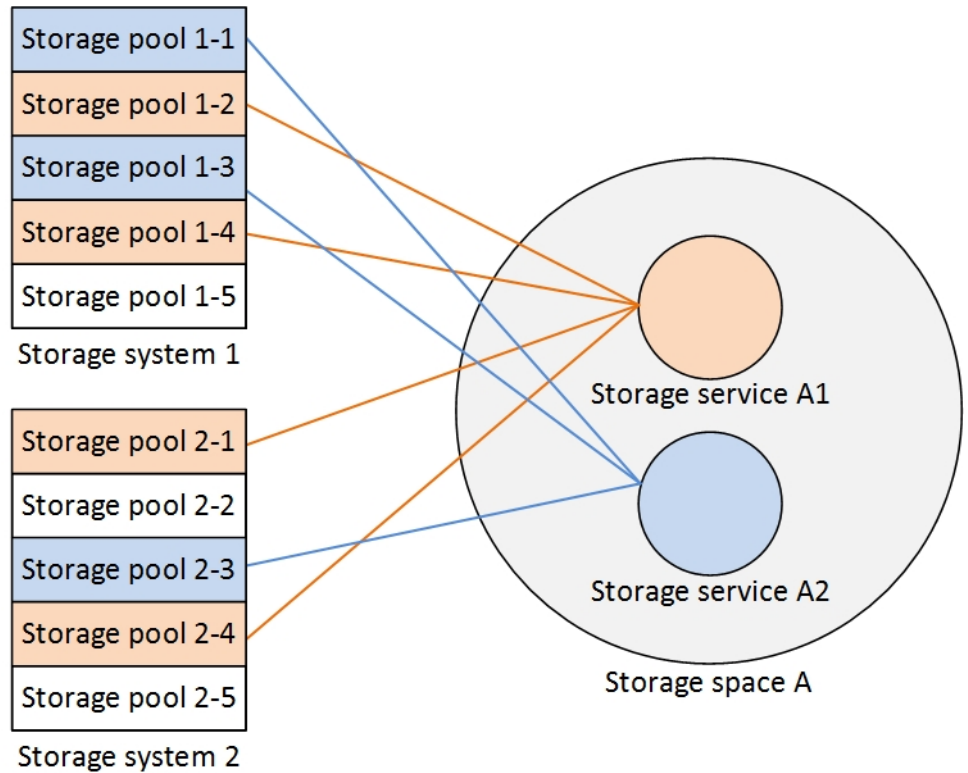 Storage pool 1-1
Storage pool 1-2
Storage pool 1-3
Storage pool 1-4
Storage pool 1-5
Storage system 1
Storage pool 2-1
Storage pool 2-2
Storage pool 2-3
Storage pool 2-4
Storage pool 2-5
Storage system 2
Storage service A1
Storage service A2
Storage space A